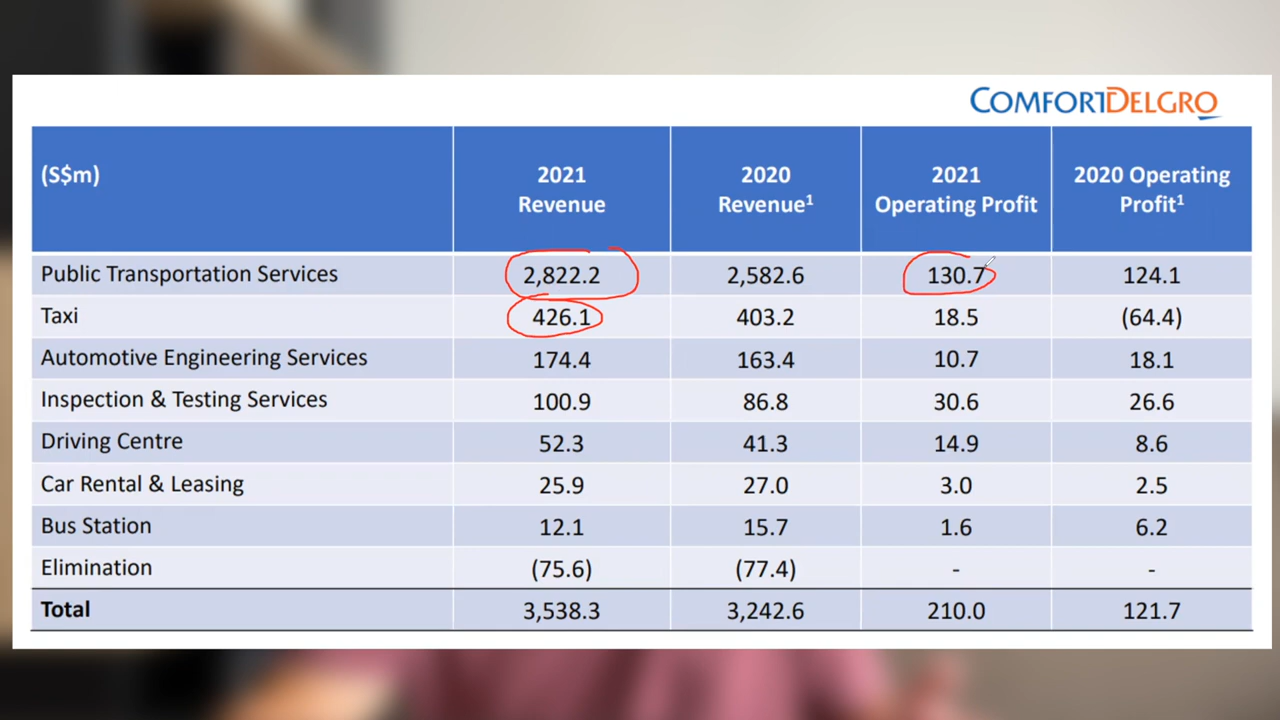 COMFORTDELGRO
(S$m) 2021 Revenue 2020 Revenue¹ 2021 Operating Profit 2020 Operating Profit¹
Public Transportation Services 2,822.2 2,582.6 130.7 124.1
Taxi 426.1 403.2 18.5 (64.4)
Automotive Engineering Services 174.4 163.4 10.7 18.1
Inspection & Testing Services 100.9 86.8 30.6 26.6
Driving Centre 52.3 41.3 14.9 8.6
Car Rental & Leasing 25.9 27.0 3.0 2.5
Bus Station 12.1 15.7 1.6 6.2
Elimination (75.6) (77.4) - -
Total 3,538.3 3,242.6 210.0 121.7